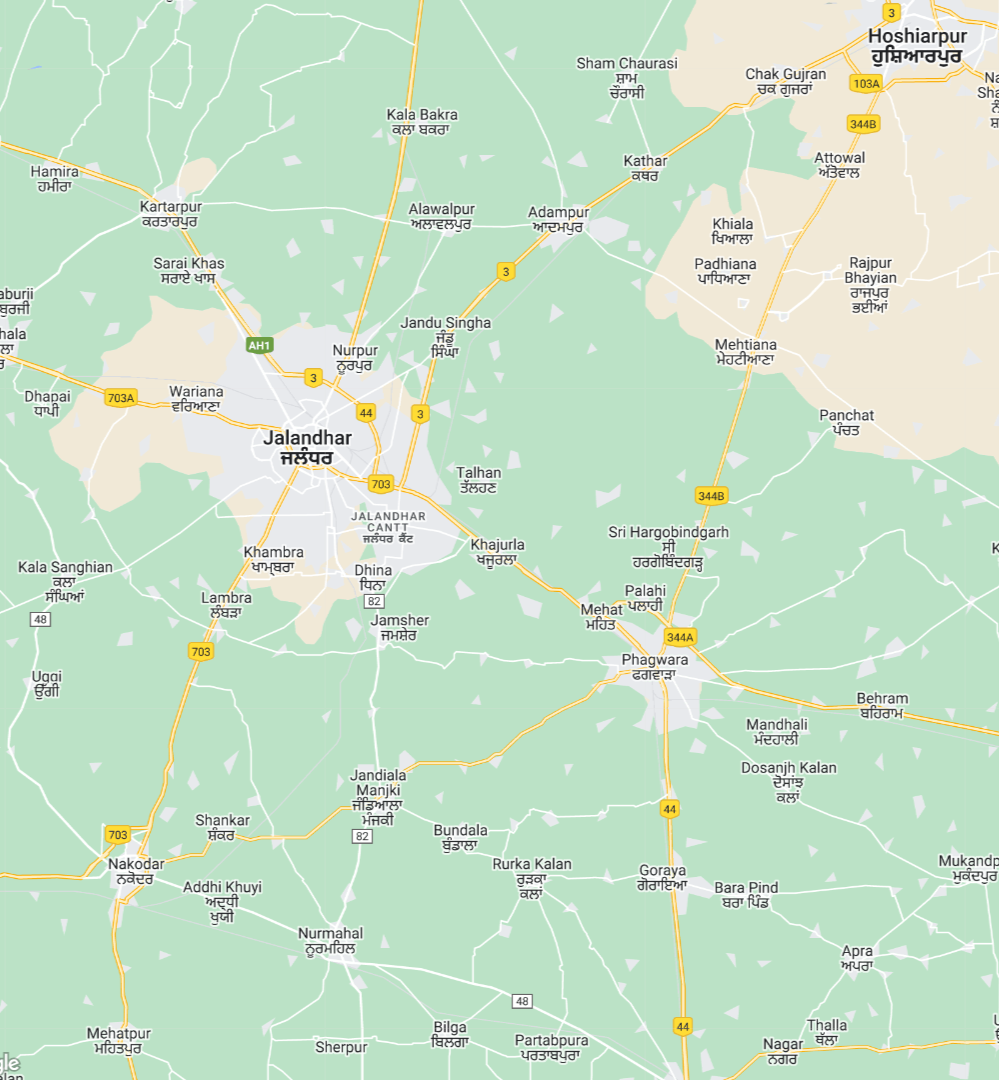 3
Hoshiarpur
ਹੁਸ਼ਿਆਰਪੁਰ
Sham Chaurasi
ਸ਼ਾਮ
ਚੌਰਾਸੀ
Chak Gujran
ਚਕ ਗੁਜਰਾਂ
103A
344B
Kala Bakra
ਕਲਾ ਬਕਰਾ
Hamira
ਹਮੀਰਾ
Kathar
ਕਾਥਰ
Attowal
ਅੱਤੋਵਾਲ
Kartarpur
ਕਰਤਾਰਪੁਰ
Alawalpur
ਅਲਾਵਲਪੁਰ
Adampur
ਆਦਮਪੁਰ
Khiala
ਖਿਆਲਾ
Sarai Khas
ਸਰਾਏ ਖਾਸ
3
Padhiana
ਪਾਧਿਆਣਾ
Rajpur
Bhayian
ਰਾਜਪੁਰ
ਭਈਆਂ
Jandu Singha
ਜੰਡੂ
ਸਿੰਘਾ
AH1
Nurpur
ਨੂਰਪੁਰ
Mehtiana
ਮੇਹਟੀਆਣਾ
3
Dhapai
ਧਾਪੀ
703A
Wariana
ਵਰਿਆਣਾ
44
3
Panchat
ਪੰਚਤ
Jalandhar
ਜਲੰਧਰ
703
Talhan
ਤੱਲਹਣ
344B
JALANDHAR
CANTT
ਜਲੰਧਰ ਕੈਂਟ
Sri Hargobindgarh
ਸੀ
ਹਰਗੋਬਿੰਦਗੜ੍ਹ
Khambra
ਖਾਮ੍ਬਰਾ
Khajurla
ਖਜੂਰਲਾ
Kala Sanghian
ਕਲਾ
ਸੰਘਿਆਂ
Dhina
ਧਿਨਾ
82
Palahi
ਪਲਾਹੀ
Lambra
ਲੰਬੜਾ
48
Mehat
ਮਹਿਤ
Jamsher
ਜਮਸ਼ੇਰ
344A
703
Phagwara
ਫਗਵਾੜਾ
Uggi
ਉੱਗੀ
Behram
ਬਹਿਰਾਮ
Mandhali
ਮੰਦਹਾਲੀ
Dosanjh Kalan
ਦੋਸਾਂਝ
ਕਲਾਂ
Jandiala
Manjki
ਜੰਡਿਆਲਾ
ਮੰਜਕੀ
44
Shankar
ਸ਼ੰਕਰ
703
82
Bundala
ਬੁੰਡਾਲਾ
Nakodar
ਨਕੋਦਰ
Rurka Kalan
ਰੁੜਕਾ
ਕਲਾਂ
Goraya
ਗੋਰਾਇਆ
Mukandp
ਮੁਕੰਦਪੁਰ
Addhi Khuyi
ਅਦ੍ਧੀ
ਖੁਯੀ
Bara Pind
ਬਰਾ ਪਿੰਡ
Nurmahal
ਨੂਰਮਹਿਲ
Apra
ਅਪਰਾ
48
Mehatpur
ਮਹਿਤਪੁਰ
Sherpur
Bilga
ਬਿਲਗਾ
Partabpura
ਪਰਤਾਬਪੁਰਾ
44
Thalla
ਥੱਲਾ
Nagar
ਨਗਰ